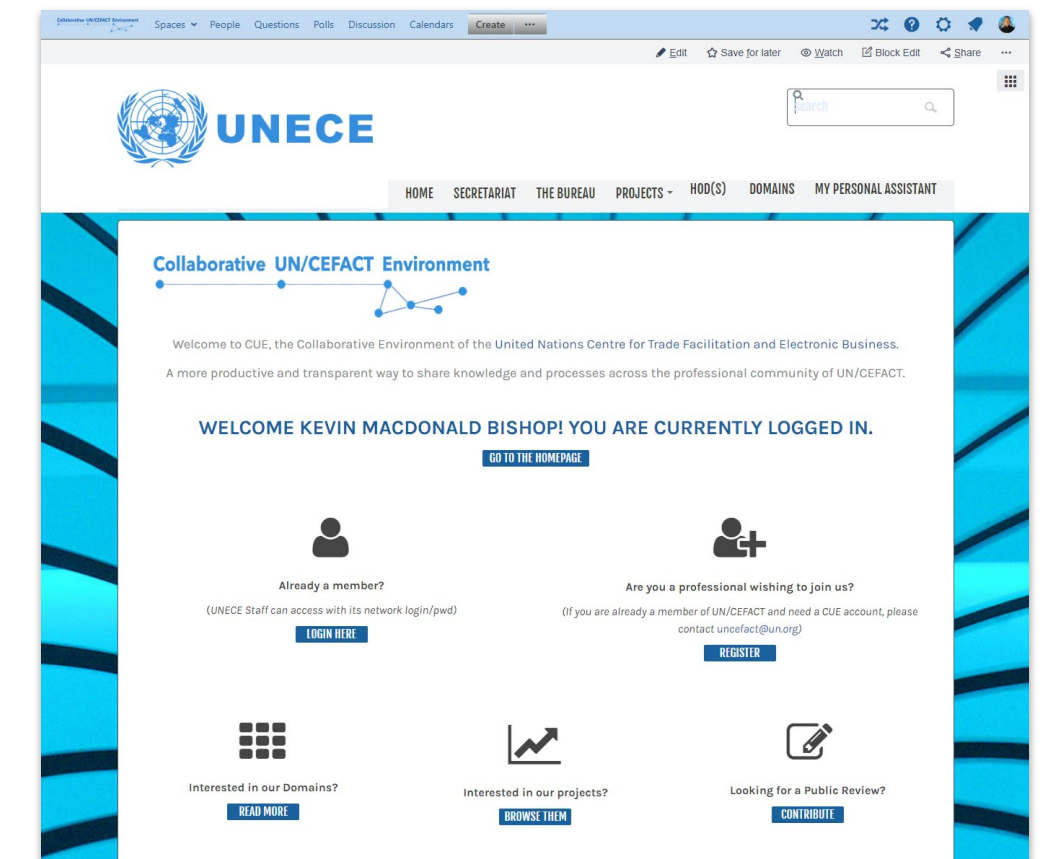 Collaborative UN/CEFACT Environment
Spaces People Questions Polls Discussion Calendars Create ...
Edit Save for later Watch Block Edit Share ...
UNECE
Search
HOME SECRETARIAT THE BUREAU PROJECTS HOD(S) DOMAINS MY PERSONAL ASSISTANT
Collaborative UN/CEFACT Environment
Welcome to CUE, the Collaborative Environment of the United Nations Centre for Trade Facilitation and Electronic Business.
A more productive and transparent way to share knowledge and processes across the professional community of UN/CEFACT.
WELCOME KEVIN MACDONALD BISHOP! YOU ARE CURRENTLY LOGGED IN.
GO TO THE HOMEPAGE
Already a member?
(UNECE Staff can access with its network login/pwd)
LOGIN HERE
Are you a professional wishing to join us?
(If you are already a member of UN/CEFACT and need a CUE account, please
contact uncefact@un.org)
REGISTER
Interested in our Domains?
READ MORE
Interested in our projects?
BROWSE THEM
Looking for a Public Review?
CONTRIBUTE